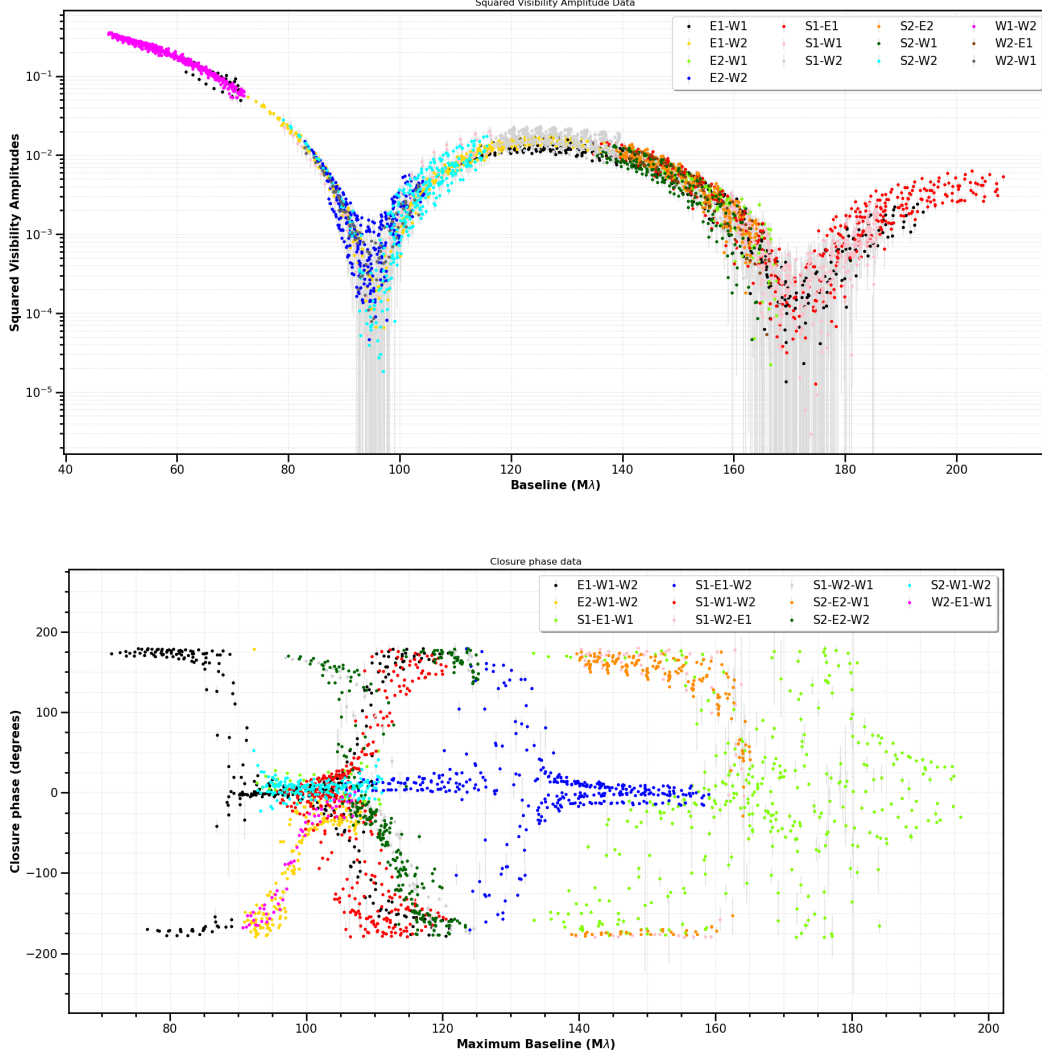 Squared Visibility Amplitude Data
E1-W1 S1-E1 S2-E2 W1-W2
E1-W2 S1-W1 S2-W1 W2-E1
E2-W1 S1-W2 S2-W2 W2-W1
E2-W2
Squared Visibility Amplitudes
10⁻¹
10⁻²
10⁻³
10⁻⁴
10⁻⁵
40 60 80 100 120 140 160 180 200
Baseline (Mλ)
Closure phase data
E1-W1-W2 S1-E1-W2 S1-W2-W1 S2-W1-W2
E2-W1-W2 S1-W1-W2 S2-E2-W1 W2-E1-W1
S1-E1-W1 S1-W2-E1 S2-E2-W2
Closure phase (degrees)
200
100
0
−100
−200
80 100 120 140 160 180 200
Maximum Baseline (Mλ)